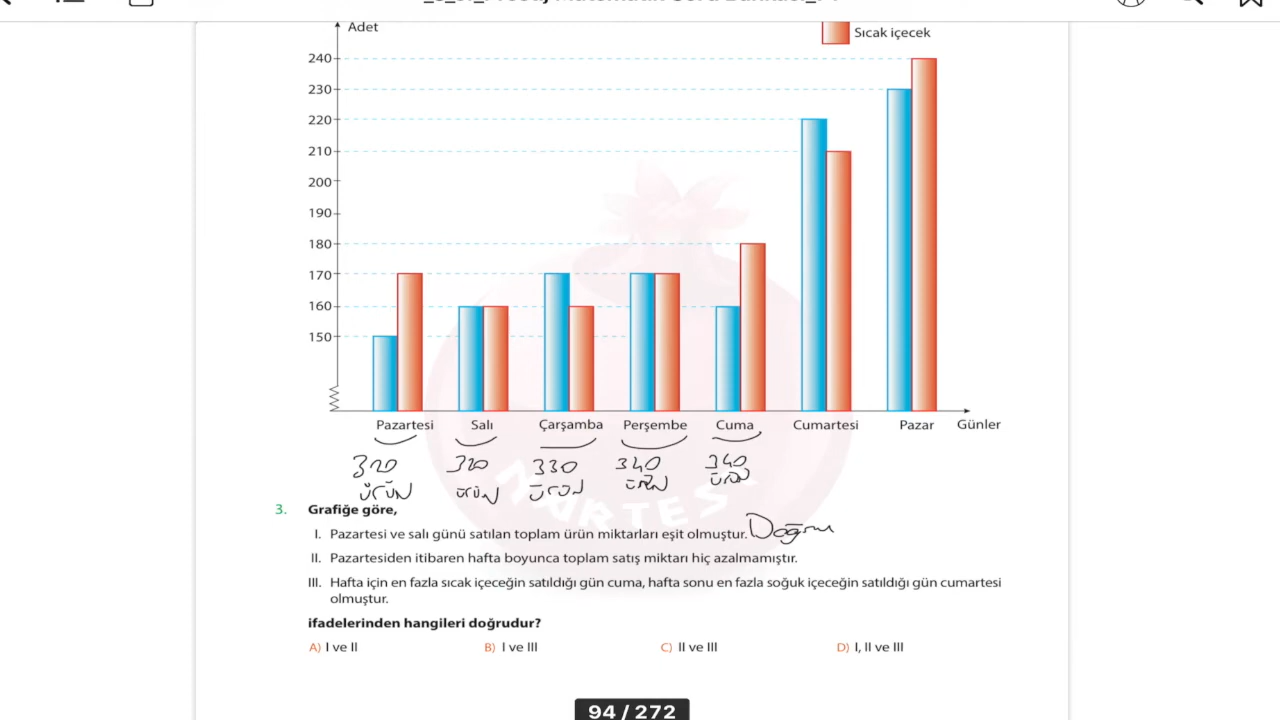 Adet
Sıcak içecek
240
230
220
210
200
190
180
170
160
150
Pazartesi Salı Çarşamba Perşembe Cuma Cumartesi Pazar Günler
320 320 330 340 340
ÜRÜN ÜRÜN ÜRÜN ÜRÜN ÜRÜN
MARTESİ
3. Grafiğe göre,
I. Pazartesi ve salı günü satılan toplam ürün miktarları eşit olmuştur. Doğru
II. Pazartesiden itibaren hafta boyunca toplam satış miktarı hiç azalmamıştır.
III. Hafta için en fazla sıcak içeceğin satıldığı gün cuma, hafta sonu en fazla soğuk içeceğin satıldığı gün cumartesi
olmuştur.
ifadelerinden hangileri doğrudur?
A) I ve II B) I ve III C) II ve III D) I, II ve III
94 / 272